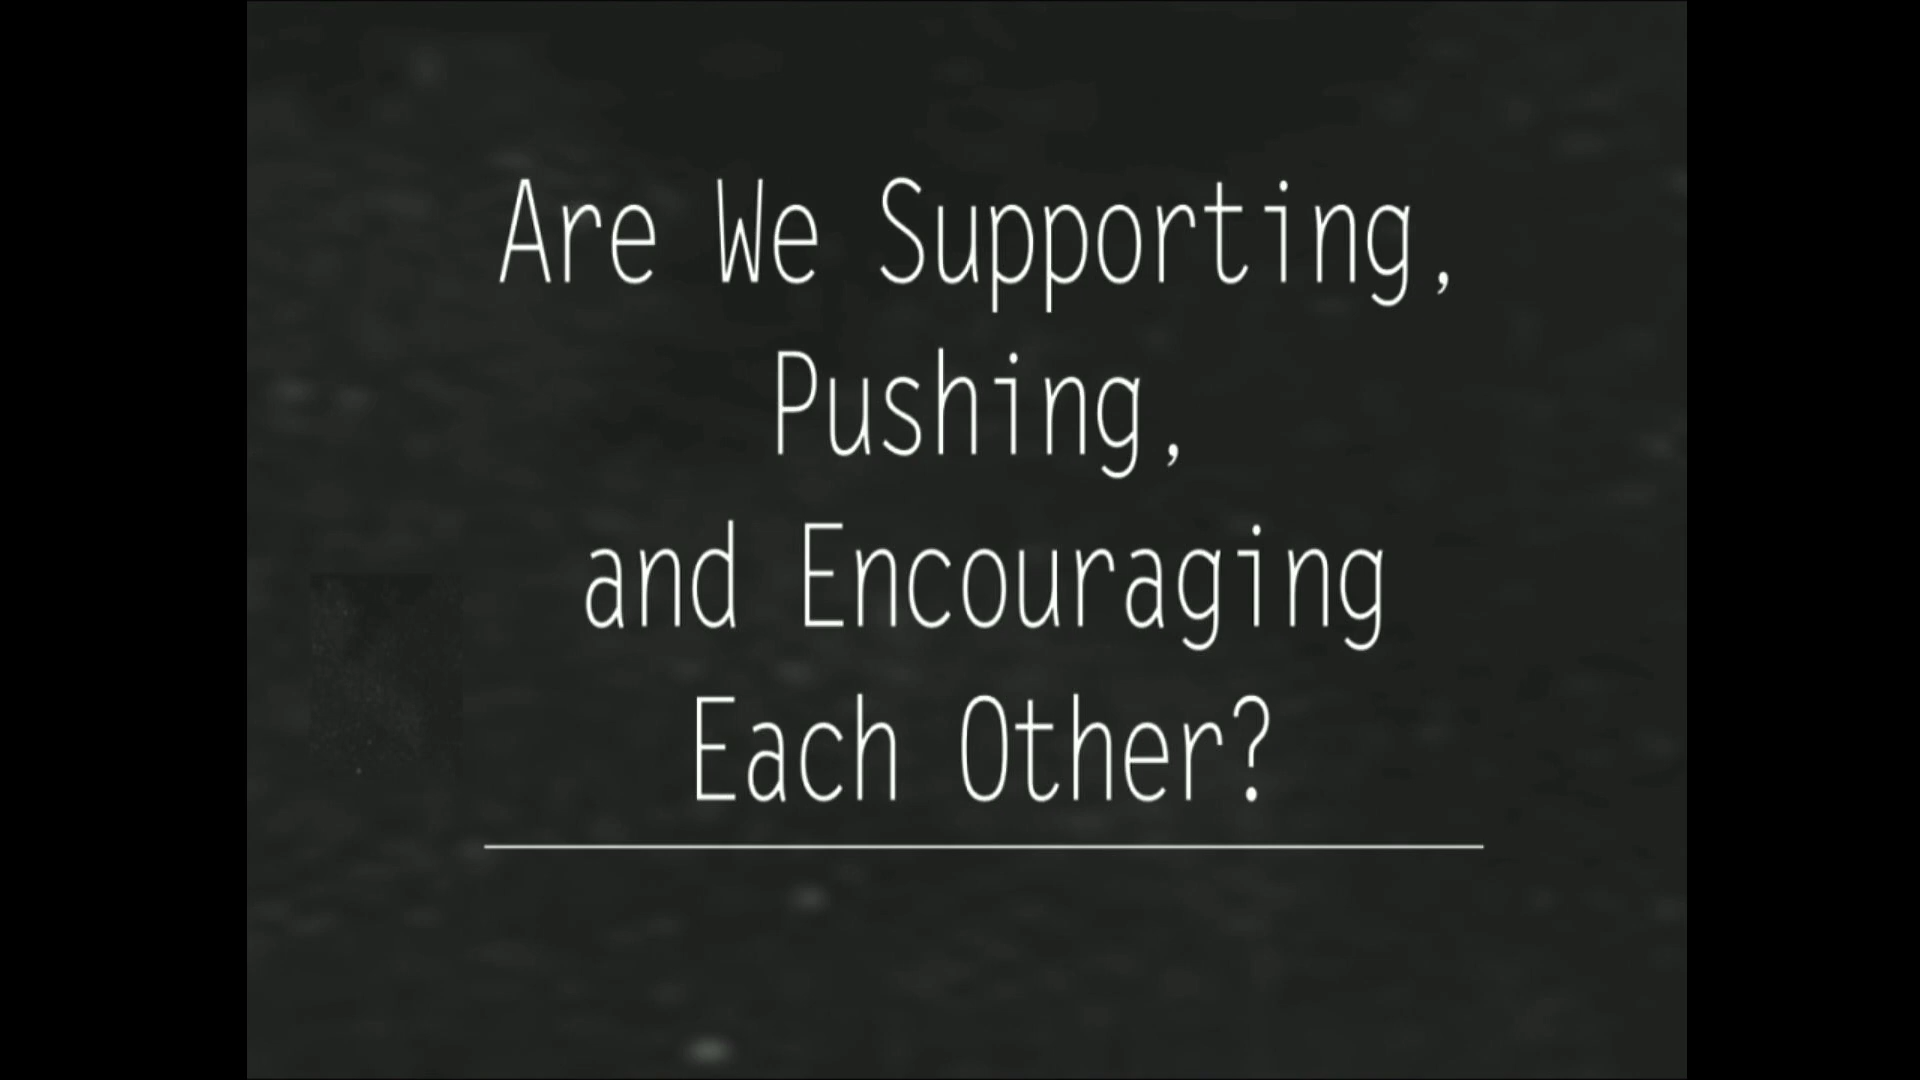 Are We Supporting,
Pushing,
and Encouraging
Each Other?